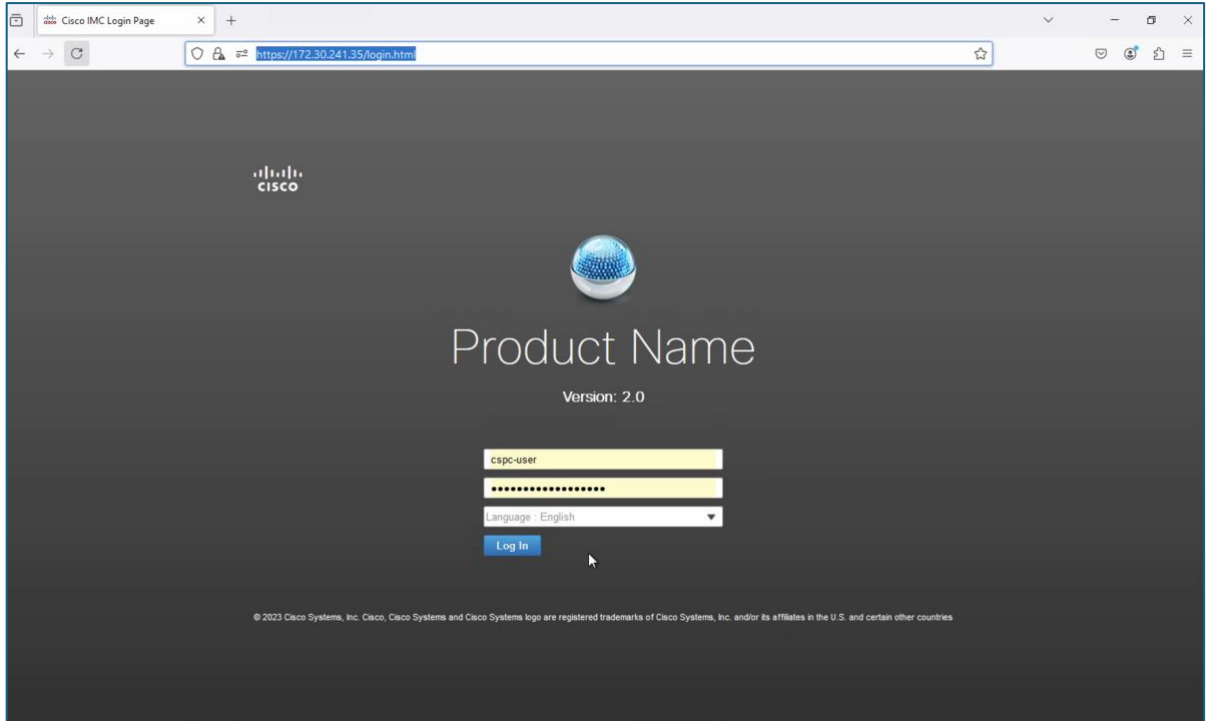 Cisco IMC Login Page
https://172.30.241.35/login.html
CISCO
Product Name
Version: 2.0
cspc-user
Language : English
Log In
© 2023 Cisco Systems, Inc. Cisco, Cisco Systems and Cisco Systems logo are registered trademarks of Cisco Systems, Inc. and/or its affiliates in the U.S. and certain other countries